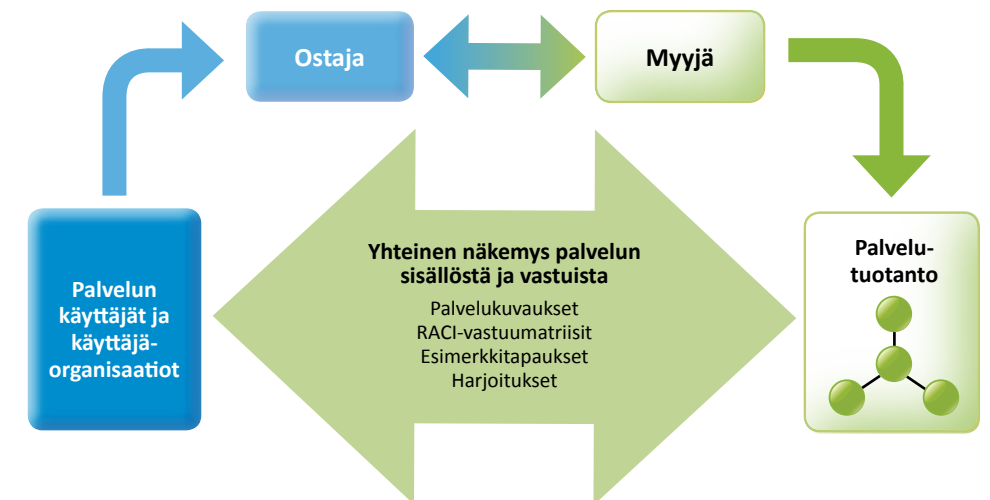 Ostaja
Myyjä
Palvelun
käyttäjät ja
käyttäjä-
organisaatiot
Yhteinen näkemys palvelun
sisällöstä ja vastuista
Palvelukuvaukset
RACI-vastuumatriisit
Esimerkkitapaukset
Harjoitukset
Palvelu-
tuotanto